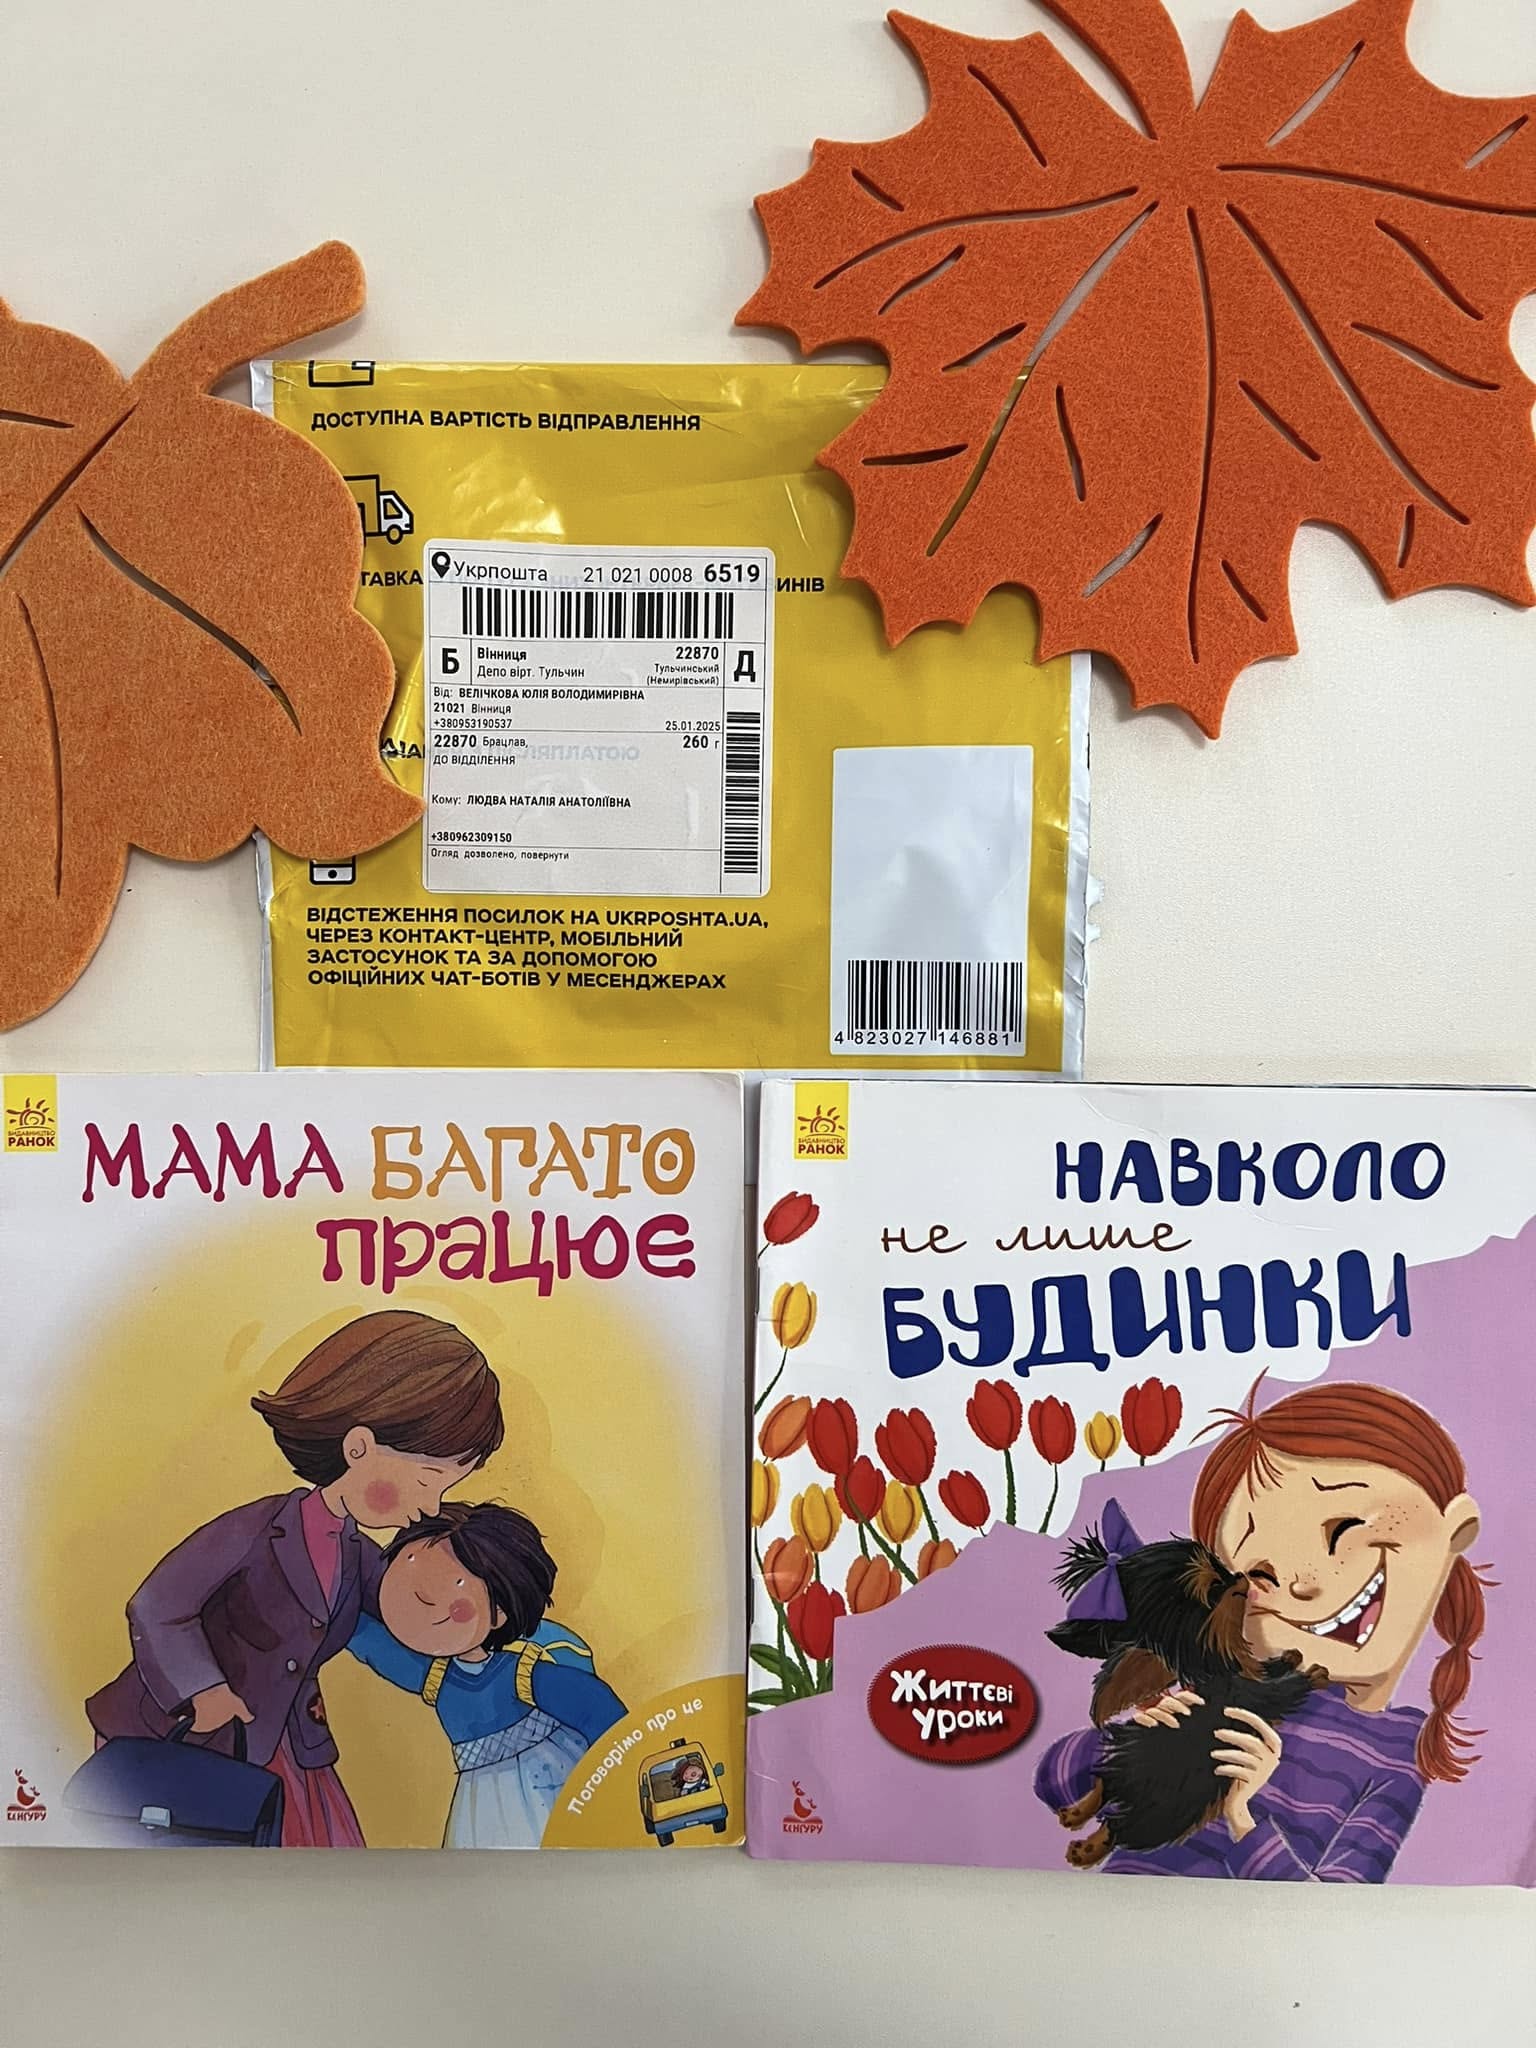 ДОСТУПНА ВАРТІСТЬ ВІДПРАВЛЕННЯ
Укрпошта 21 021 0008 6519
Б
Вінниця 22870
Депо вірт. Тульчин Тульчинський
(Немирівський)
Д
Від: ВЕЛІЧКОВА ЮЛІЯ ВОЛОДИМИРІВНА
21021 Вінниця
+380953190537 25.01.2025
22870 Брацлав, 260 г
ДО ВІДДІЛЕННЯ
Кому: ЛЮДВА НАТАЛІЯ АНАТОЛІЇВНА
+380962309150
Огляд дозволено, повернути
ВІДСТЕЖЕННЯ ПОСИЛОК НА UKRPOSHTA.UA,
ЧЕРЕЗ КОНТАКТ-ЦЕНТР, МОБІЛЬНИЙ
ЗАСТОСУНОК ТА ЗА ДОПОМОГОЮ
ОФІЦІЙНИХ ЧАТ-БОТІВ У МЕСЕНДЖЕРАХ
4 823027 146881
ВИДАВНИЦТВО
РАНОК
МАМА БАГАТО
працює
Поговорімо про це
КЕНГУРУ
ВИДАВНИЦТВО
РАНОК
НАВКОЛО
не лише
БУДИНКИ
Життєві
уроки
КЕНГУРУ